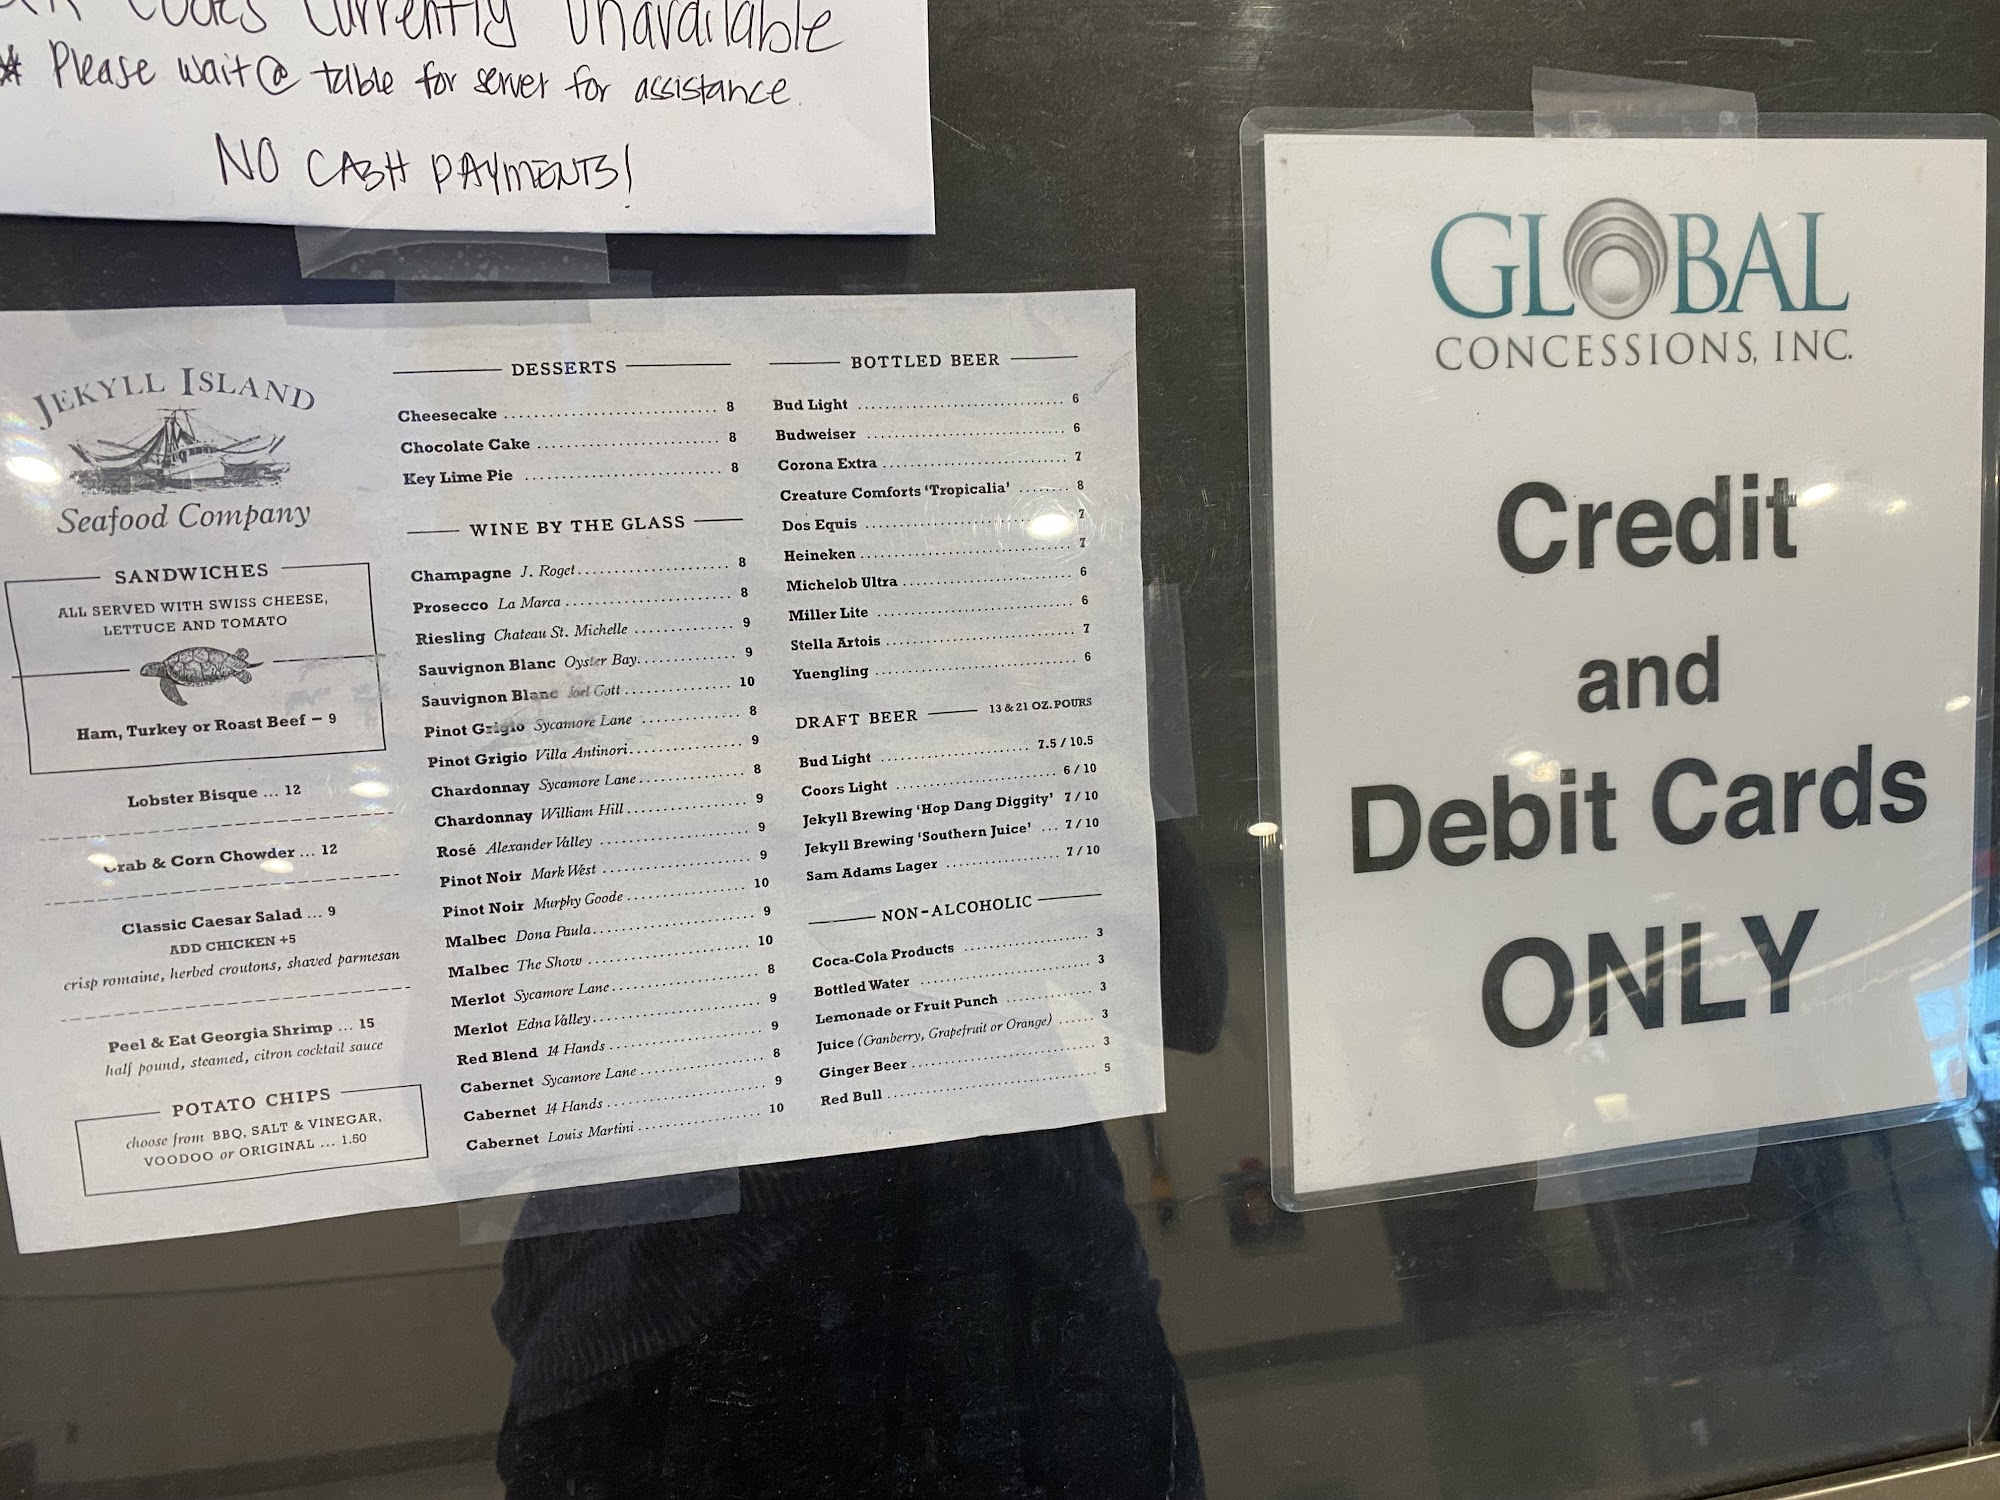 Codes Currently Unavailable
* Please wait @ table for server for assistance.
NO CASH PAYMENTS!
JEKYLL ISLAND
Seafood Company
SANDWICHES
ALL SERVED WITH SWISS CHEESE,
LETTUCE AND TOMATO
Ham, Turkey or Roast Beef – 9
Lobster Bisque ... 12
Crab & Corn Chowder ... 12
Classic Caesar Salad ... 9
ADD CHICKEN +5
crisp romaine, herbed croutons, shaved parmesan
Peel & Eat Georgia Shrimp ... 15
half pound, steamed, citron cocktail sauce
POTATO CHIPS
choose from BBQ, SALT & VINEGAR,
VOODOO or ORIGINAL ... 1.50
DESSERTS
Cheesecake 8
Chocolate Cake 8
Key Lime Pie 8
WINE BY THE GLASS
Champagne J. Roget 8
Prosecco La Marca 8
Riesling Chateau St. Michelle 9
Sauvignon Blanc Oyster Bay 9
Sauvignon Blanc Joel Gott 10
Pinot Grigio Sycamore Lane 8
Pinot Grigio Villa Antinori 9
Chardonnay Sycamore Lane 8
Chardonnay William Hill 9
Rosé Alexander Valley 9
Pinot Noir Mark West 9
Pinot Noir Murphy Goode 10
Malbec Dona Paula 9
Malbec The Show 10
Merlot Sycamore Lane 8
Merlot Edna Valley 9
Red Blend 14 Hands 9
Cabernet Sycamore Lane 8
Cabernet 14 Hands 9
Cabernet Louis Martini 10
BOTTLED BEER
Bud Light 6
Budweiser 6
Corona Extra 7
Creature Comforts ‘Tropicalia’ 8
Dos Equis 7
Heineken 7
Michelob Ultra 6
Miller Lite 6
Stella Artois 7
Yuengling 6
DRAFT BEER 13 & 21 OZ. POURS
Bud Light 7.5 / 10.5
Coors Light 6 / 10
Jekyll Brewing ‘Hop Dang Diggity’ 7 / 10
Jekyll Brewing ‘Southern Juice’ ... 7 / 10
Sam Adams Lager 7 / 10
NON-ALCOHOLIC
Coca-Cola Products 3
Bottled Water 3
Lemonade or Fruit Punch 3
Juice (Cranberry, Grapefruit or Orange) 3
Ginger Beer 3
Red Bull 5
GLOBAL
CONCESSIONS, INC.
Credit
and
Debit Cards
ONLY